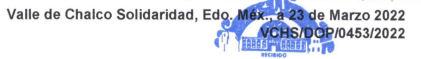 Valle de Chalco Solidaridad, Edo. Méx., a 23 de Marzo 2022
VCHS/DOP/0453/2022
RECIBIDO